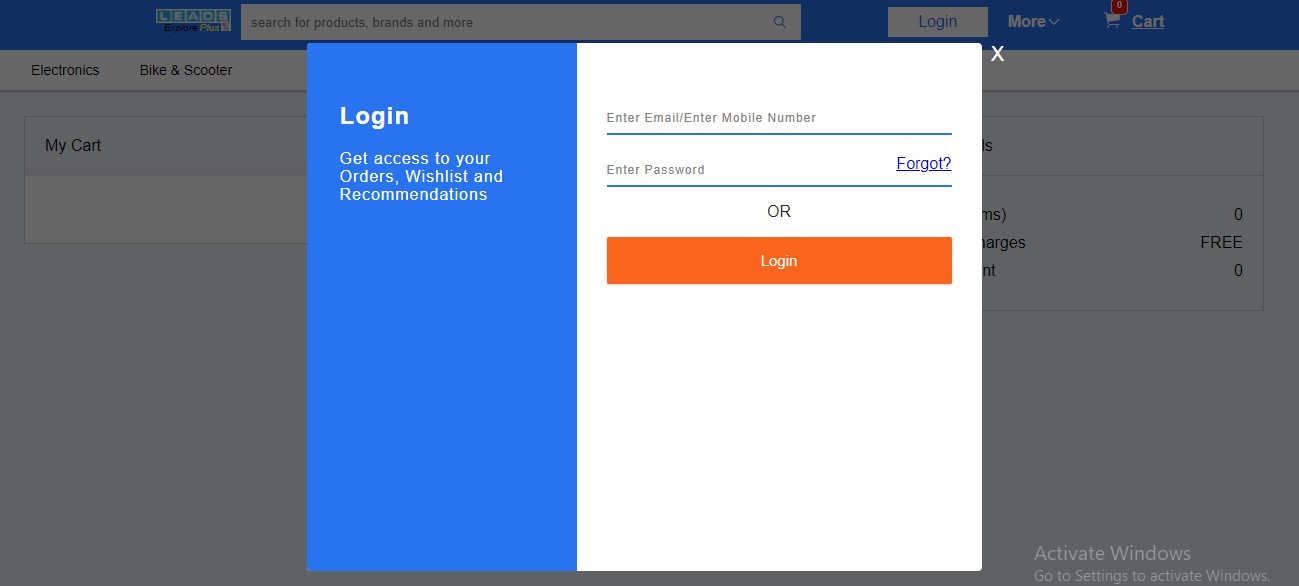 LEADS
Explore Plus
search for products, brands and more
Login
More
0
Cart
X
Electronics
Bike & Scooter
My Cart
Login
Get access to your
Orders, Wishlist and
Recommendations
Enter Email/Enter Mobile Number
Enter Password
Forgot?
OR
Login
ls
ms)
0
harges
FREE
nt
0
Activate Windows
Go to Settings to activate Windows.